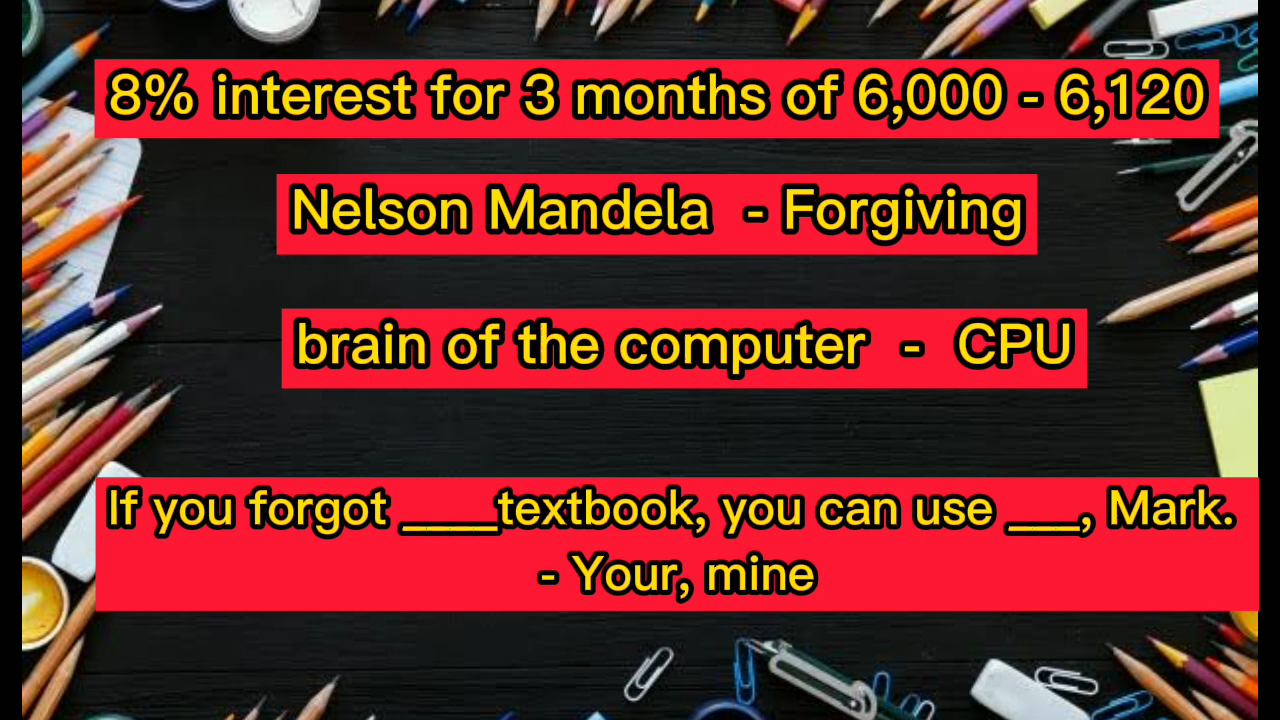 8% interest for 3 months of 6,000 - 6,120
Nelson Mandela - Forgiving
brain of the computer - CPU
If you forgot ____textbook, you can use ___, Mark.
- Your, mine